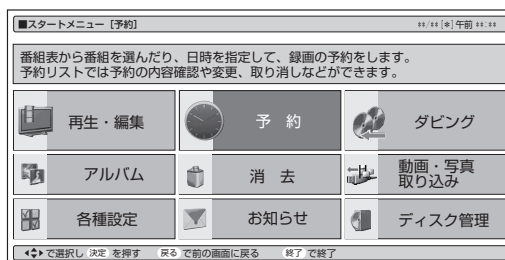 ■スタートメニュー［予約］ **/**［*］午前 **:**
番組表から番組を選んだり、日時を指定して、録画の予約をします。
予約リストでは予約の内容確認や変更、取り消しなどができます。
再生・編集 予 約 ダビング
アルバム 消 去 動画・写真
取り込み
各種設定 お知らせ ディスク管理
で選択し 決定 を押す 戻る で前の画面に戻る 終了 で終了